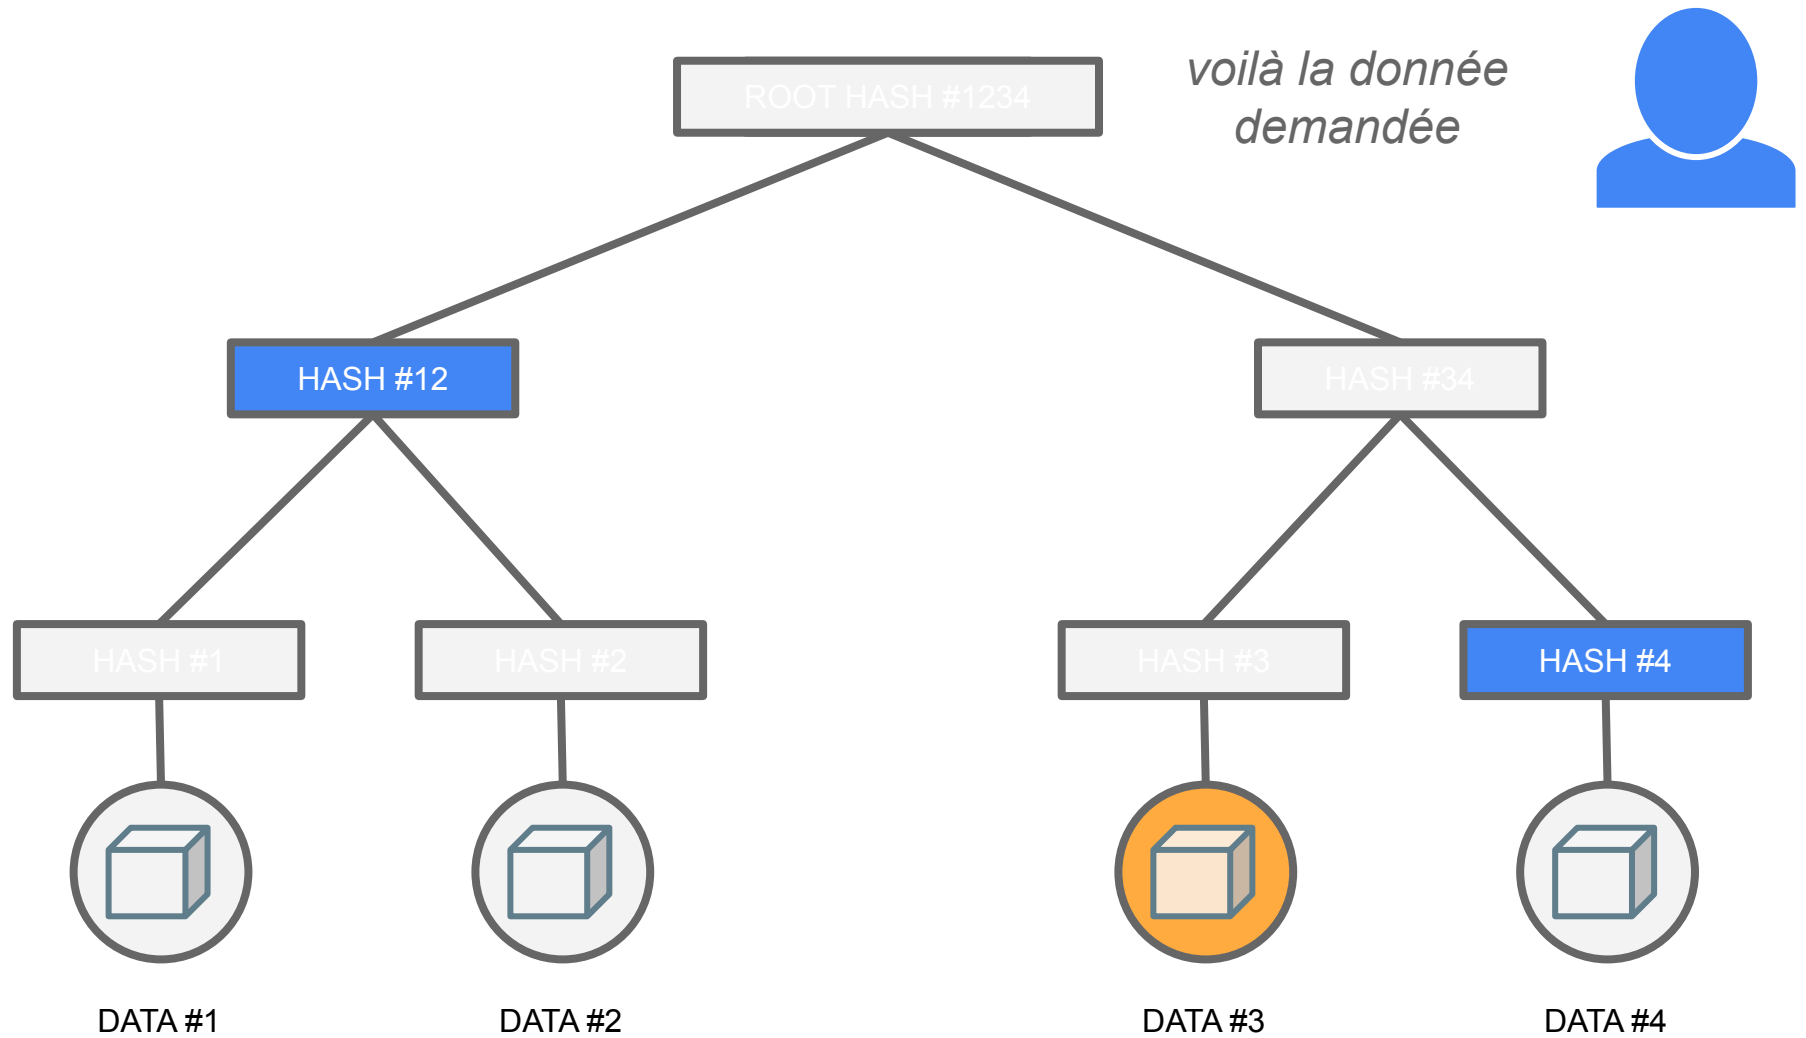 ROOT HASH #1234
voilà la donnée
demandée
HASH #12
HASH #34
HASH #1
HASH #2
HASH #3
HASH #4
DATA #1
DATA #2
DATA #3
DATA #4